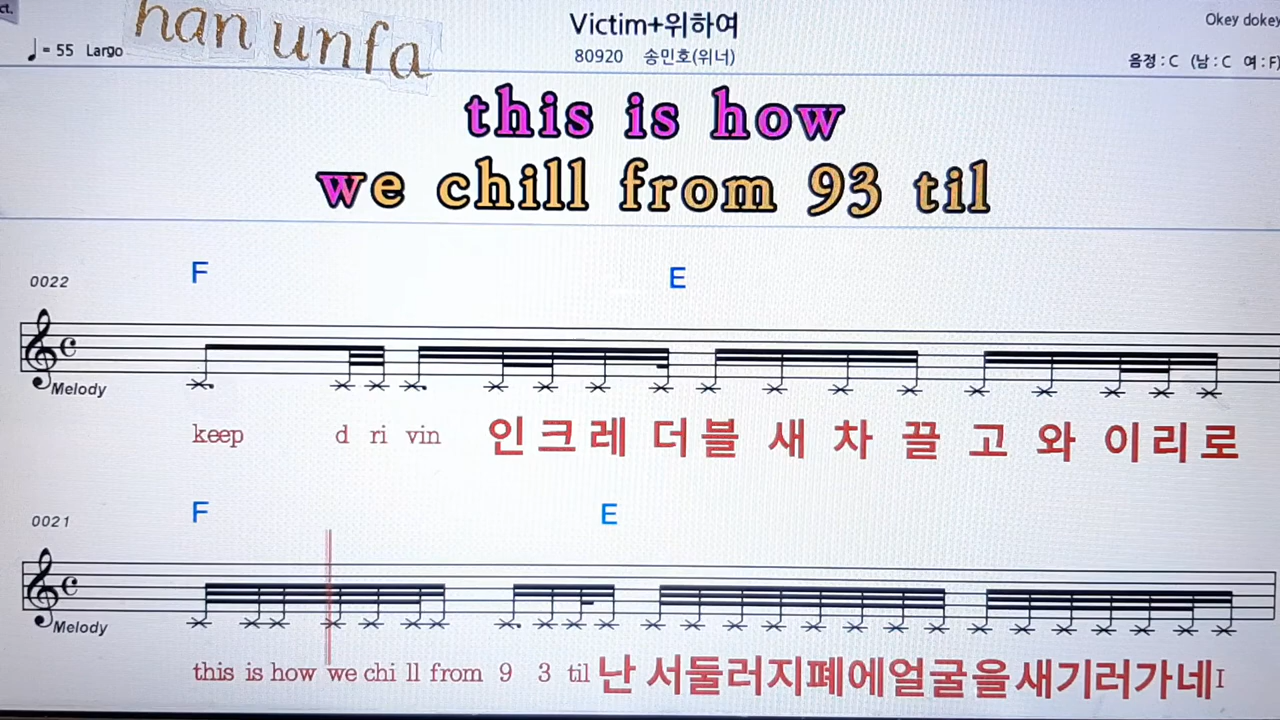 ct.
han unfa
Victim+위하여
Okey dokey
♩= 55 Largo
80920 송민호(위너)
음정 : C (남 : C 여 : F)
this is how
we chill from 93 til
0022
F E
Melody
keep d ri vin 인 크 레 더 블 새 차 끌 고 와 이 리 로
0021
F E
Melody
this is how we chi ll from 9 3 til 난 서둘러지폐에얼굴을새기러가네I